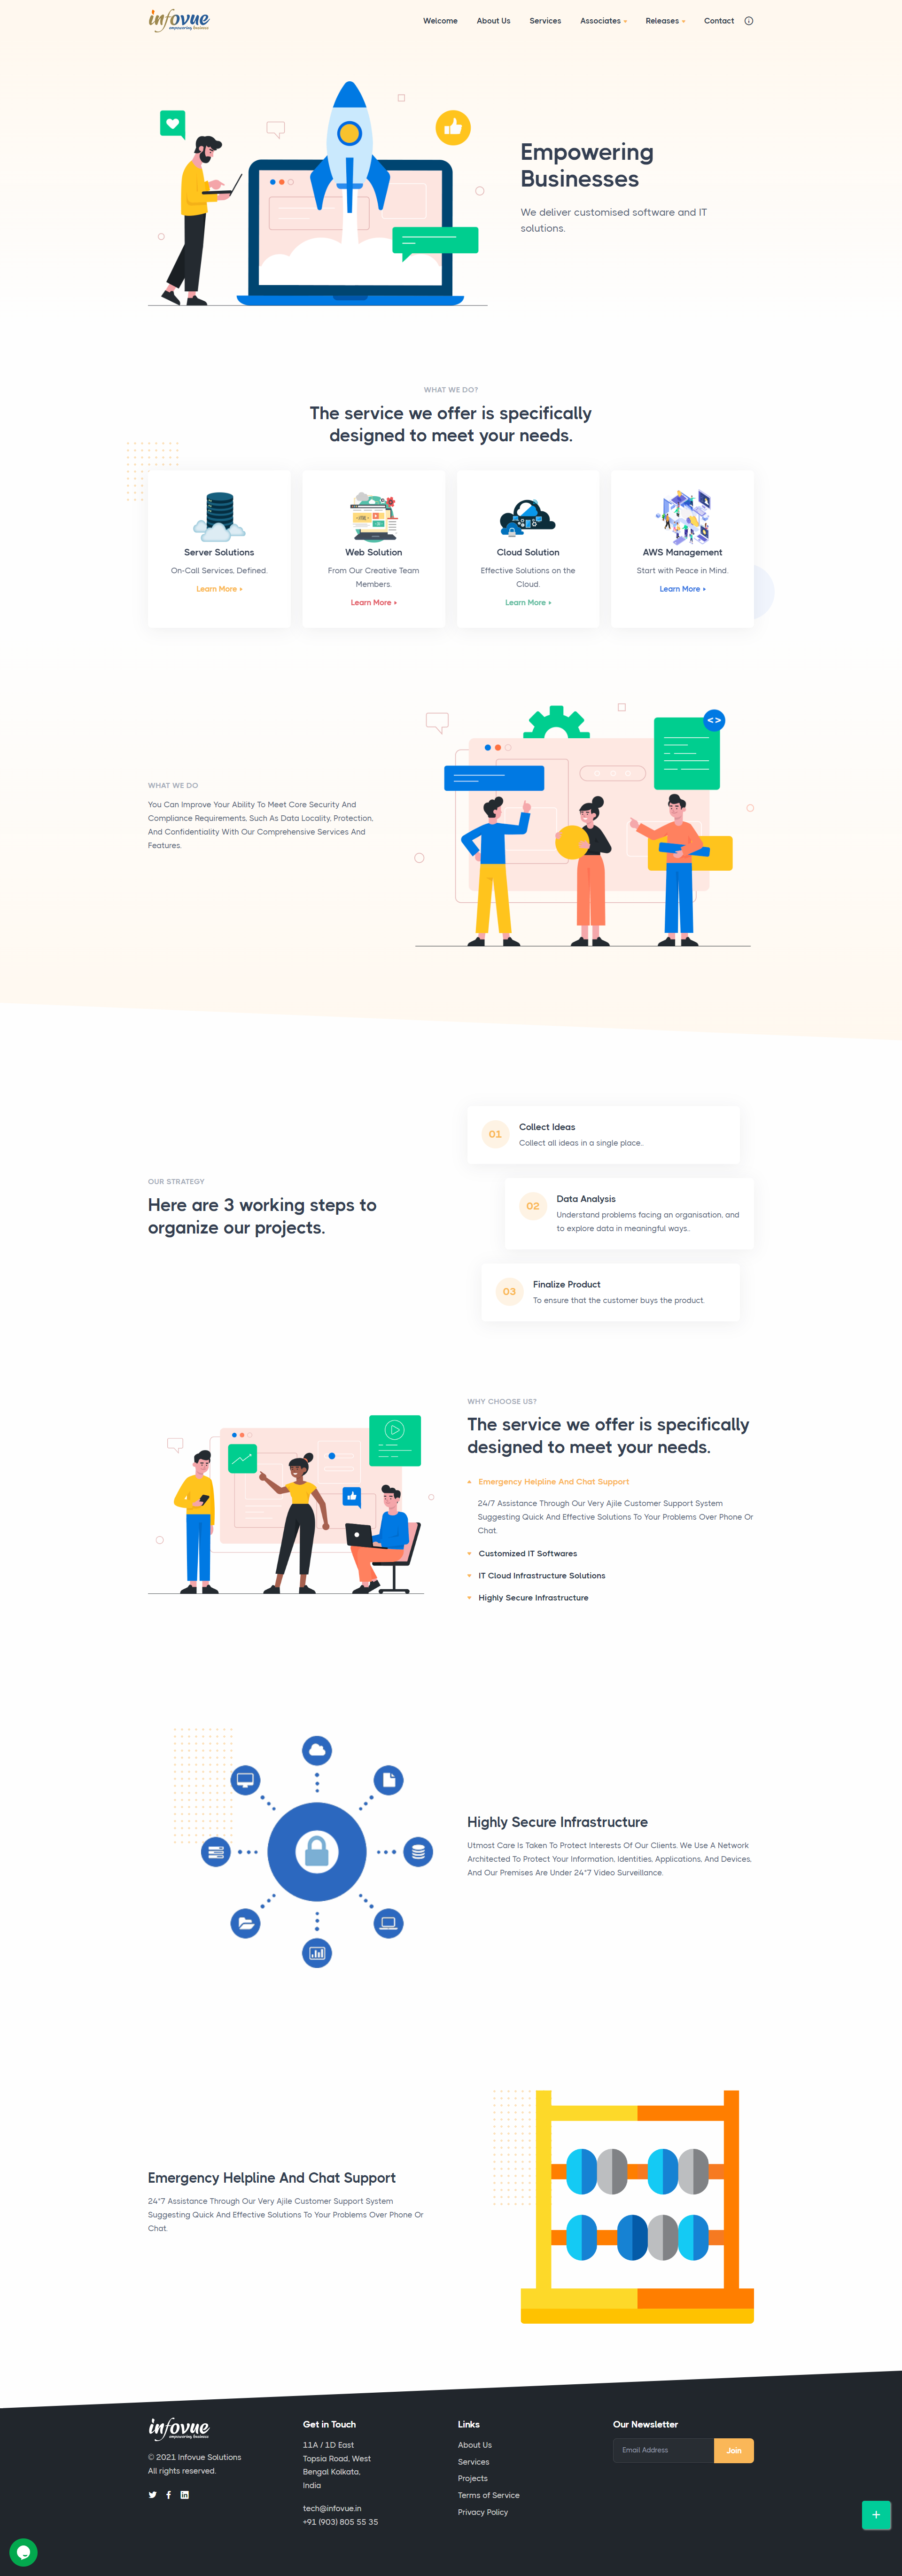 infovue
empowering Business
Welcome
About Us
Services
Associates
Releases
Contact
Empowering
Businesses
We deliver customised software and IT
solutions.
WHAT WE DO?
The service we offer is specifically
designed to meet your needs.
Server Solutions
On-Call Services, Defined.
Learn More
Web Solution
From Our Creative Team
Members.
Learn More
Cloud Solution
Effective Solutions on the
Cloud.
Learn More
AWS Management
Start with Peace in Mind.
Learn More
WHAT WE DO
You Can Improve Your Ability To Meet Core Security And
Compliance Requirements, Such As Data Locality, Protection,
And Confidentiality With Our Comprehensive Services And
Features.
<>
OUR STRATEGY
Here are 3 working steps to
organize our projects.
01
Collect Ideas
Collect all ideas in a single place..
02
Data Analysis
Understand problems facing an organisation, and
to explore data in meaningful ways..
03
Finalize Product
To ensure that the customer buys the product.
WHY CHOOSE US?
The service we offer is specifically
designed to meet your needs.
Emergency Helpline And Chat Support
24/7 Assistance Through Our Very Ajile Customer Support System
Suggesting Quick And Effective Solutions To Your Problems Over Phone Or
Chat.
Customized IT Softwares
IT Cloud Infrastructure Solutions
Highly Secure Infrastructure
Highly Secure Infrastructure
Utmost Care Is Taken To Protect Interests Of Our Clients. We Use A Network
Architected To Protect Your Information, Identities, Applications, And Devices,
And Our Premises Are Under 24*7 Video Surveillance.
Emergency Helpline And Chat Support
24*7 Assistance Through Our Very Ajile Customer Support System
Suggesting Quick And Effective Solutions To Your Problems Over Phone Or
Chat.
infovue
empowering Business
© 2021 Infovue Solutions
All rights reserved.
Get in Touch
11A / 1D East
Topsia Road, West
Bengal Kolkata,
India
tech@infovue.in
+91 (903) 805 55 35
Links
About Us
Services
Projects
Terms of Service
Privacy Policy
Our Newsletter
Email Address
Join
+